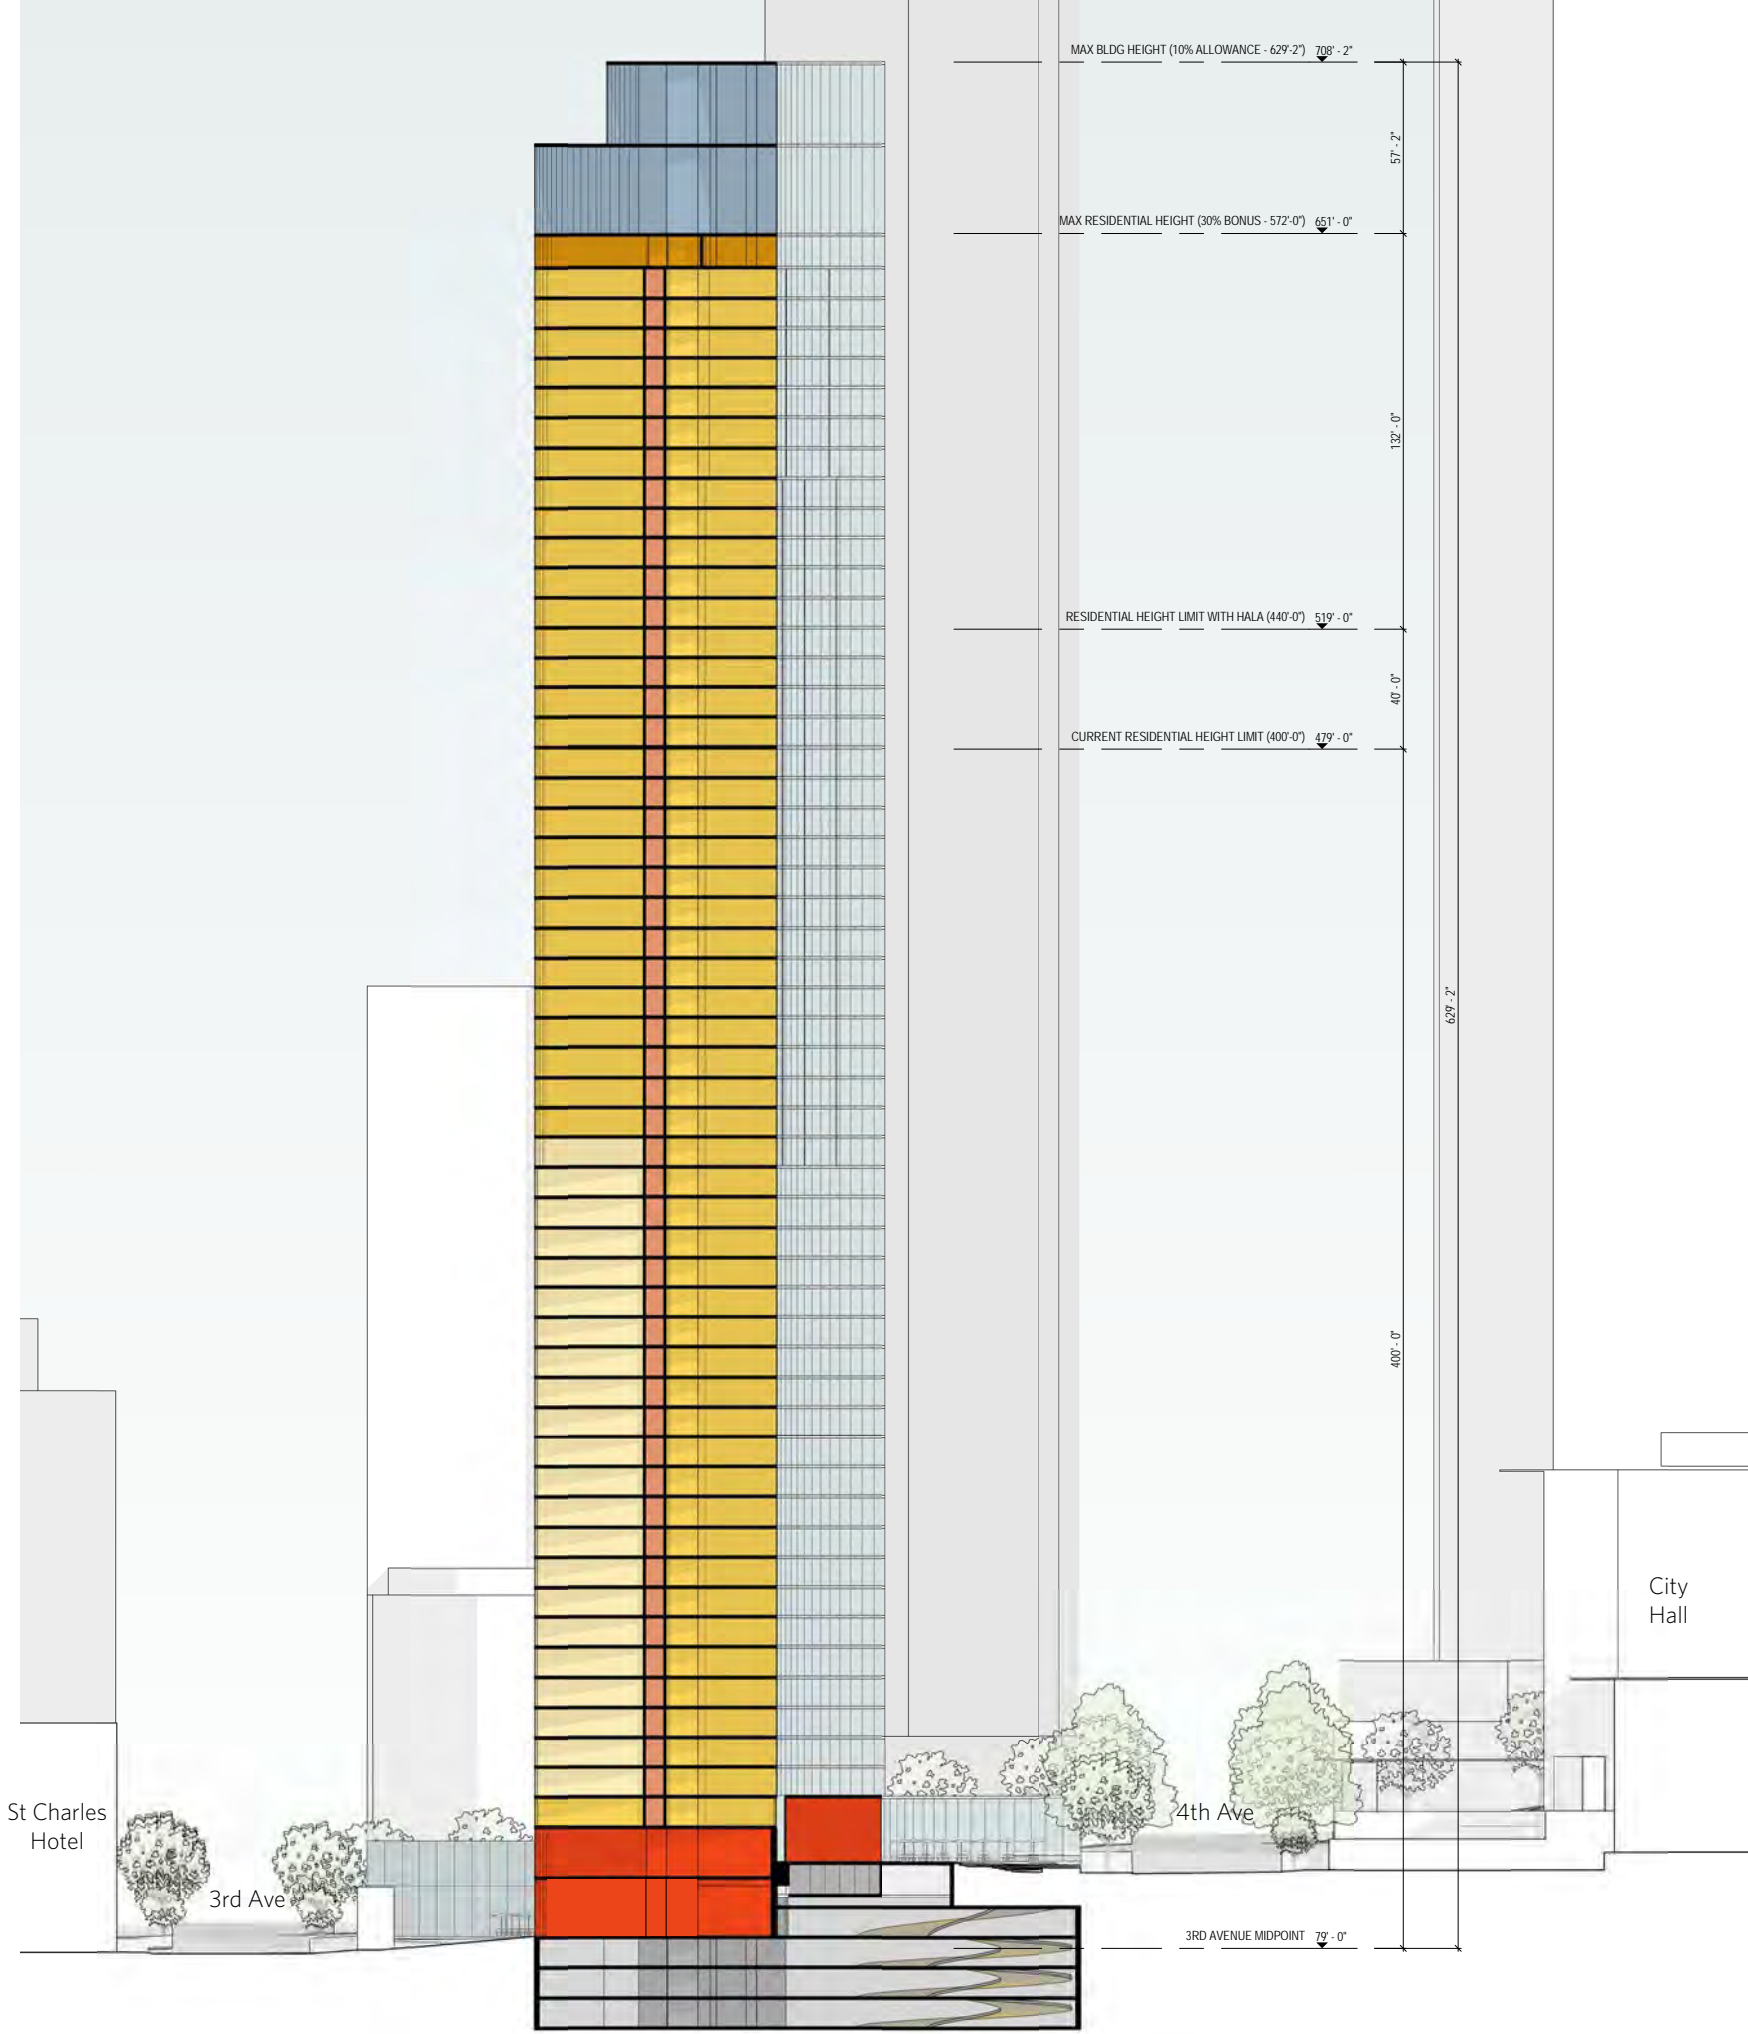 MAX BLDG HEIGHT (10% ALLOWANCE - 629'-2") 708' - 2"
57' - 2"
MAX RESIDENTIAL HEIGHT (30% BONUS - 572'-0") 651' - 0"
132' - 0"
RESIDENTIAL HEIGHT LIMIT WITH HALA (440'-0") 519' - 0"
40' - 0"
CURRENT RESIDENTIAL HEIGHT LIMIT (400'-0") 479' - 0"
629' - 2"
400' - 0"
City
Hall
St Charles
Hotel
4th Ave
3rd Ave
3RD AVENUE MIDPOINT 79' - 0"